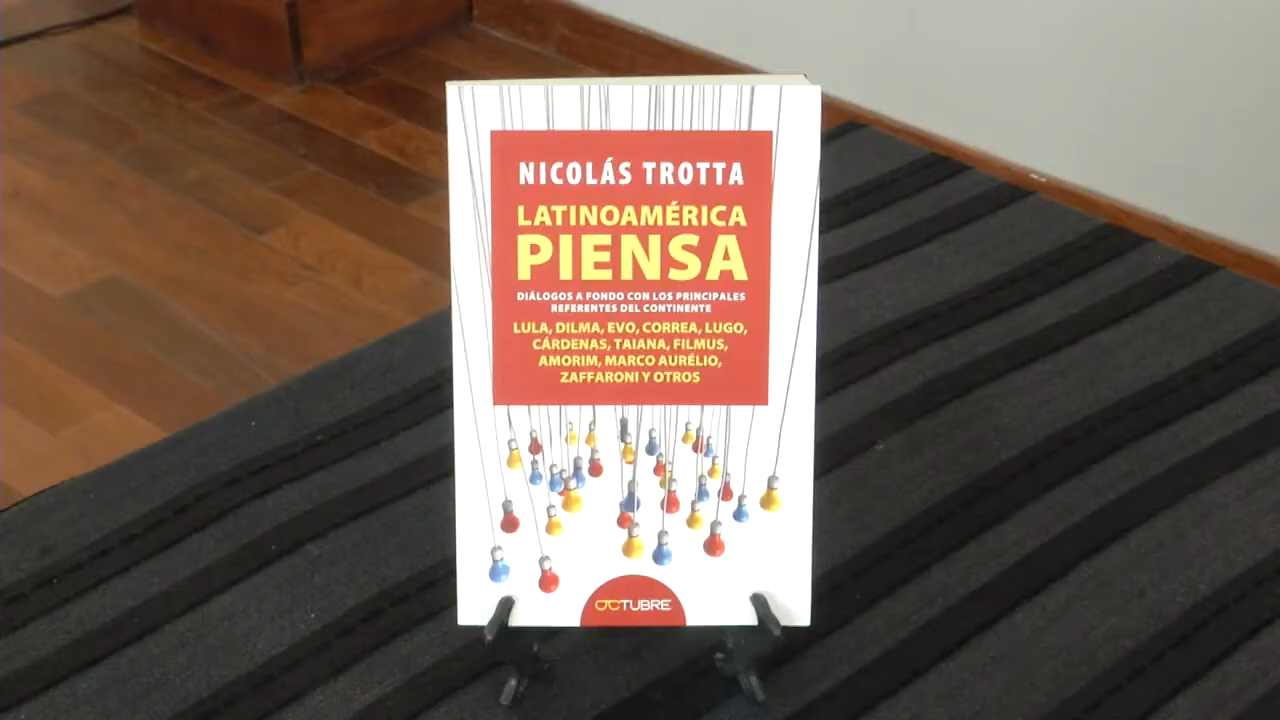 NICOLÁS TROTTA
LATINOAMÉRICA
PIENSA
DIÁLOGOS A FONDO CON LOS PRINCIPALES
REFERENTES DEL CONTINENTE
LULA, DILMA, EVO, CORREA, LUGO,
CÁRDENAS, TAIANA, FILMUS,
AMORIM, MARCO AURÉLIO,
ZAFFARONI Y OTROS
OCTUBRE